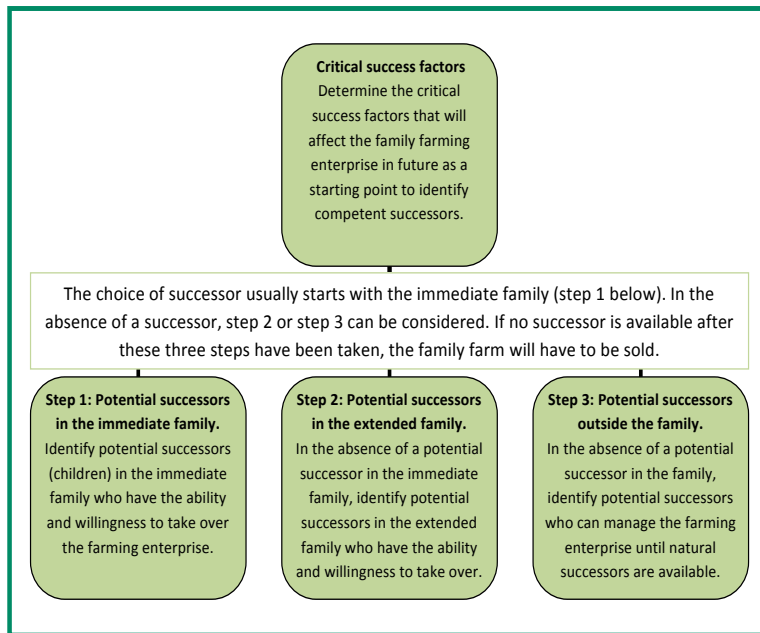 Critical success factors
Determine the critical
success factors that will
affect the family farming
enterprise in future as a
starting point to identify
competent successors.
The choice of successor usually starts with the immediate family (step 1 below). In the
absence of a successor, step 2 or step 3 can be considered. If no successor is available after
these three steps have been taken, the family farm will have to be sold.
Step 1: Potential successors
in the immediate family.
Identify potential successors
(children) in the immediate
family who have the ability
and willingness to take over
the farming enterprise.
Step 2: Potential successors
in the extended family.
In the absence of a potential
successor in the immediate
family, identify potential
successors in the extended
family who have the ability
and willingness to take over.
Step 3: Potential successors
outside the family.
In the absence of a potential
successor in the family,
identify potential successors
who can manage the farming
enterprise until natural
successors are available.